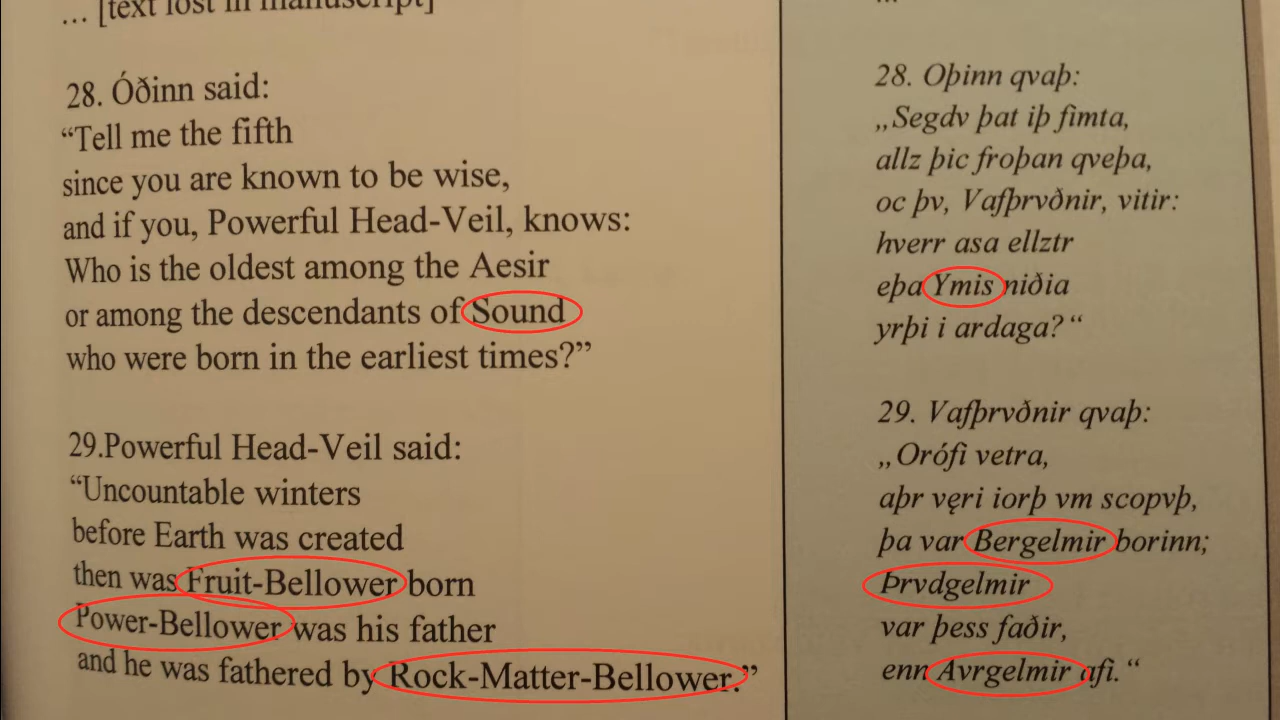 ... [text lost in manuscript]
28. Óðinn said:
“Tell me the fifth
since you are known to be wise,
and if you, Powerful Head-Veil, knows:
Who is the oldest among the Aesir
or among the descendants of Sound
who were born in the earliest times?”
29.Powerful Head-Veil said:
“Uncountable winters
before Earth was created
then was Fruit-Bellower born
Power-Bellower was his father
and he was fathered by Rock-Matter-Bellower.”
...
28. Oþinn qvaþ:
„Segdv þat iþ fimta,
allz þic froþan qveþa,
oc þv, Vafþrvðnir, vitir:
hverr asa ellztr
eþa Ymis niðia
yrþi i ardaga?“
29. Vafþrvðnir qvaþ:
„Orófi vetra,
aþr vęri iorþ vm scopvþ,
þa var Bergelmir borinn;
Þrvdgelmir
var þess faðir,
enn Avrgelmir afi.“